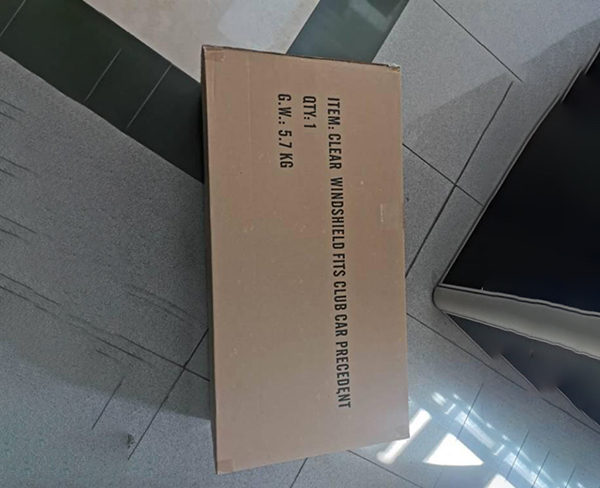 ITEM: CLEAR WINDSHIELD FITS CLUB CAR PRECEDENT
QTY: 1
G.W.: 5.7 KG